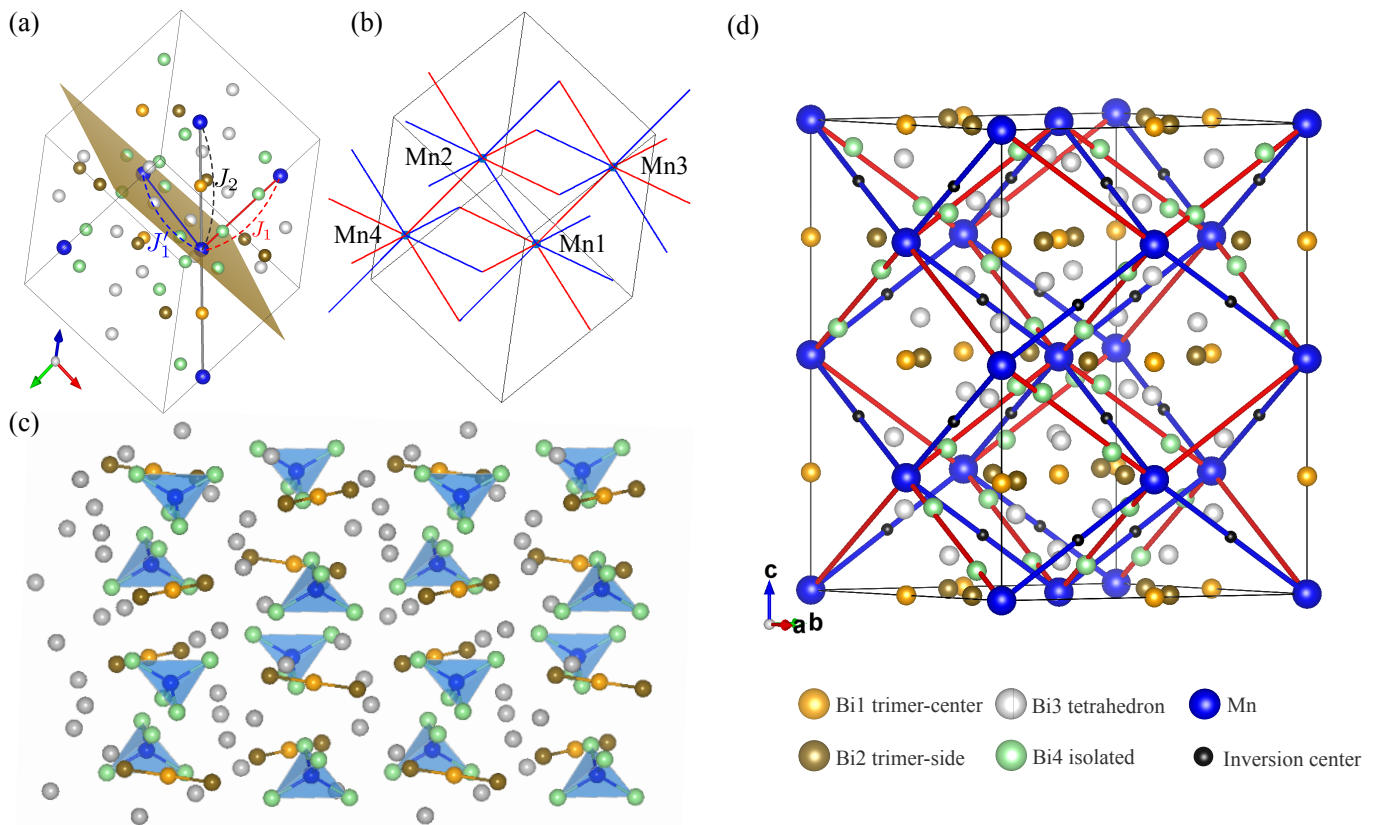 (a)
J₂
J₁
J′₁
(b)
Mn2
Mn3
Mn4
Mn1
(c)
(d)
c
a b
Bi1 trimer-center
Bi3 tetrahedron
Mn
Bi2 trimer-side
Bi4 isolated
Inversion center